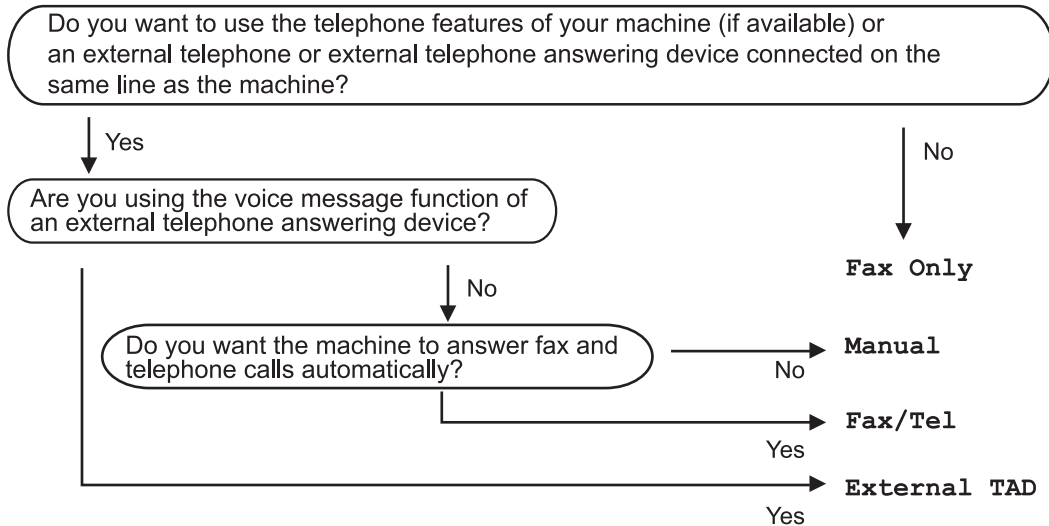 Do you want to use the telephone features of your machine (if available) or
an external telephone or external telephone answering device connected on the
same line as the machine?
Yes
No
Are you using the voice message function of
an external telephone answering device?
Fax Only
No
Do you want the machine to answer fax and
telephone calls automatically?
No
Manual
Yes
Fax/Tel
Yes
External TAD